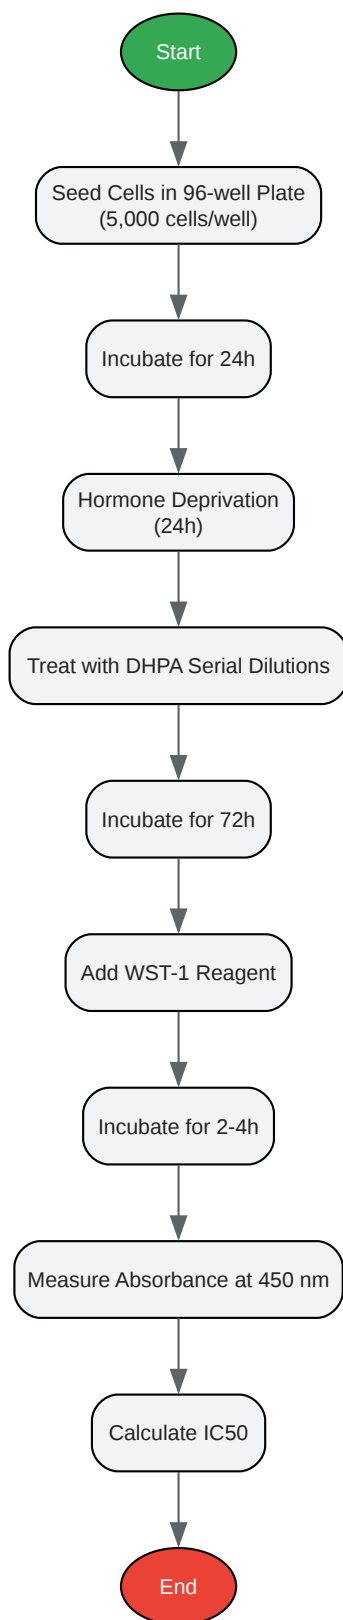 Start
Seed Cells in 96-well Plate
(5,000 cells/well)
Incubate for 24h
Hormone Deprivation
(24h)
Treat with DHPA Serial Dilutions
Incubate for 72h
Add WST-1 Reagent
Incubate for 2-4h
Measure Absorbance at 450 nm
Calculate IC50
End